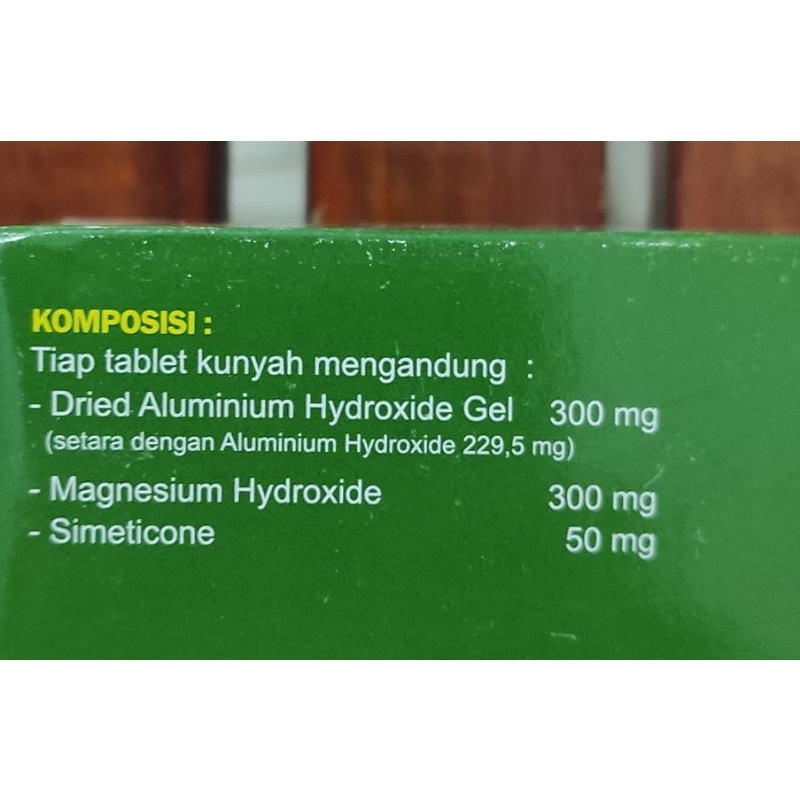 KOMPOSISI :
Tiap tablet kunyah mengandung :
- Dried Aluminium Hydroxide Gel 300 mg
(setara dengan Aluminium Hydroxide 229,5 mg)
- Magnesium Hydroxide 300 mg
- Simeticone 50 mg